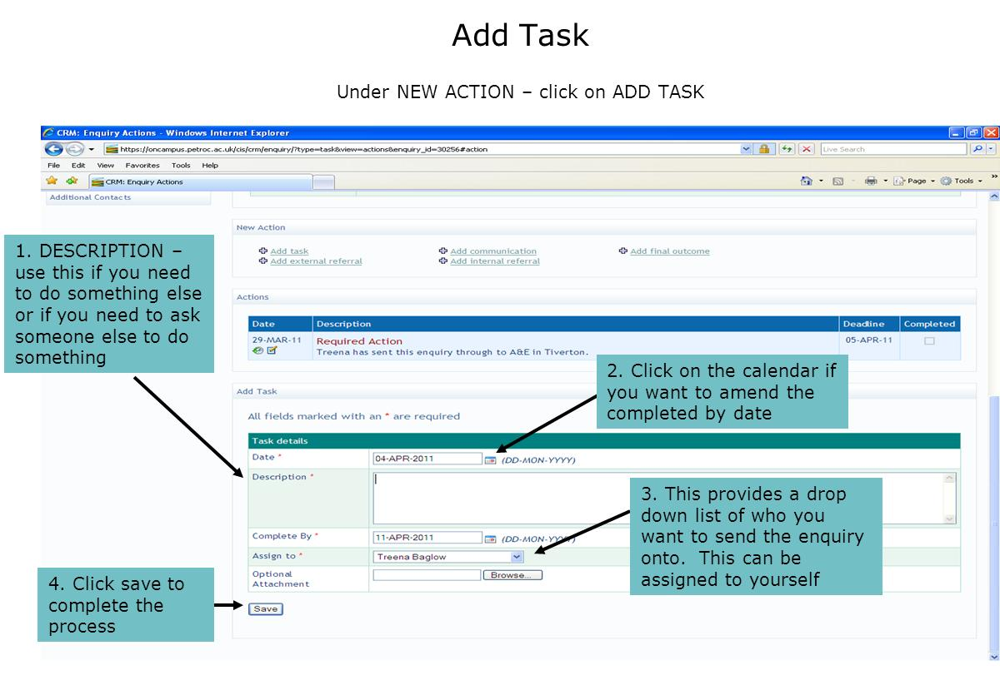 Add Task
Under NEW ACTION – click on ADD TASK
CRM: Enquiry Actions - Windows Internet Explorer
https://oncampus.petroc.ac.uk/cis/crm/enquiry/?type=task&view=actions&enquiry_id=30256#action
Live Search
File Edit View Favorites Tools Help
CRM: Enquiry Actions
Page Tools
Additional Contacts
New Action
Add task
Add communication
Add final outcome
Add external referral
Add internal referral
1. DESCRIPTION –
use this if you need
to do something else
or if you need to ask
someone else to do
something
Actions
Date Description Deadline Completed
29-MAR-11 Required Action 05-APR-11
Treena has sent this enquiry through to A&E in Tiverton.
2. Click on the calendar if
you want to amend the
completed by date
Add Task
All fields marked with an * are required
Task details
Date * 04-APR-2011 (DD-MON-YYYY)
Description *
3. This provides a drop
down list of who you
want to send the enquiry
onto. This can be
assigned to yourself
Complete By * 11-APR-2011 (DD-MON-YYYY)
Assign to * Treena Baglow
Optional
Attachment
Browse...
4. Click save to
complete the
process
Save